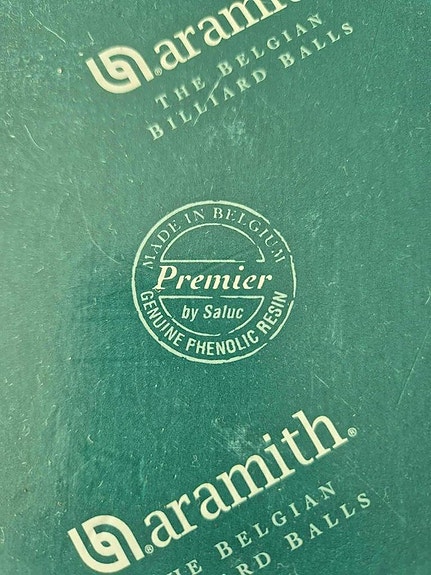 ® aramith
THE BELGIAN
BILLIARD BALLS
MADE IN BELGIUM
Premier
by Saluc
GENUINE PHENOLIC RESIN
® aramith®
THE BELGIAN
BILLIARD BALLS